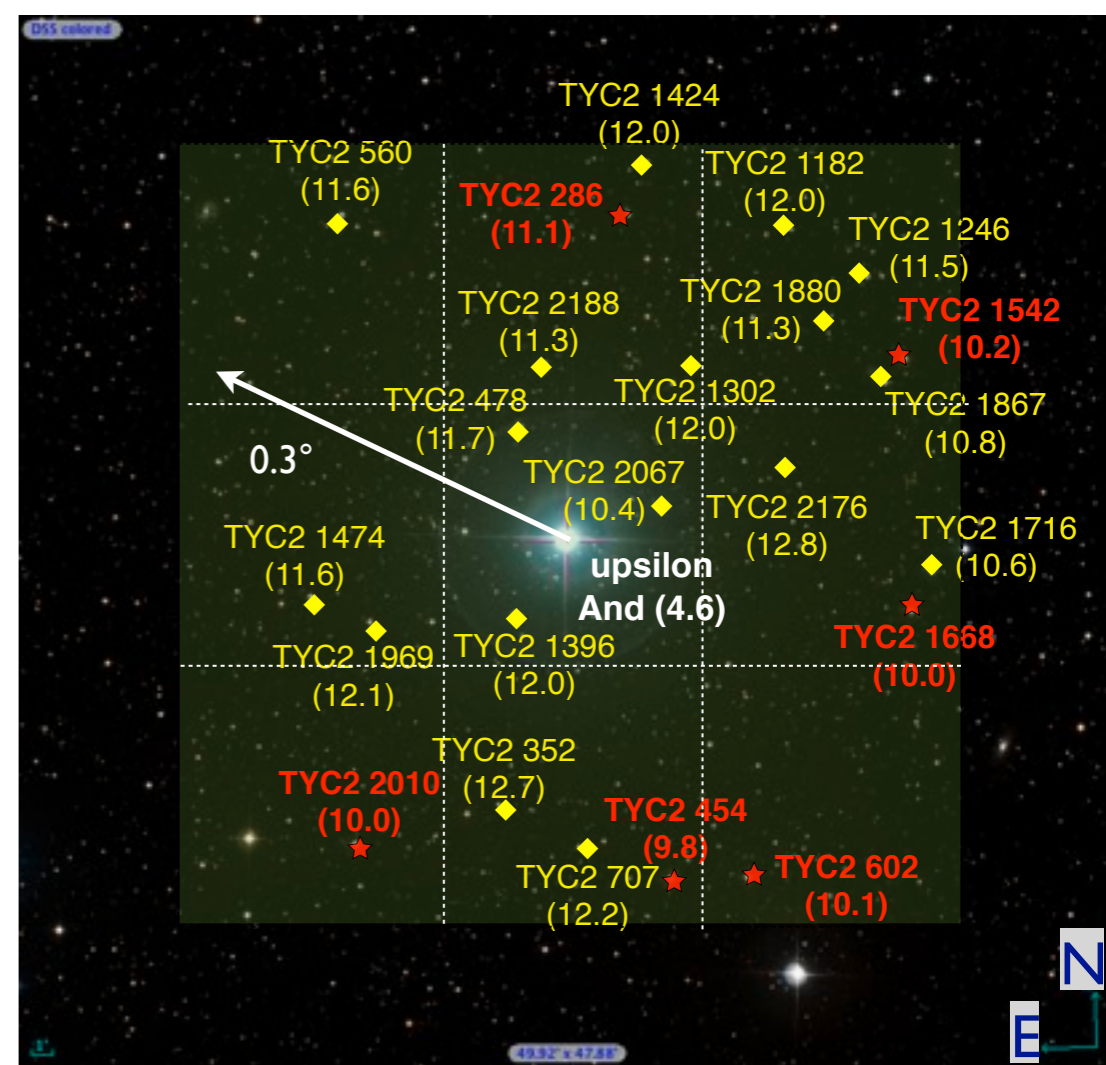 DSS colored
TYC2 1424
(12.0)
TYC2 560
(11.6)
TYC2 1182
(12.0)
TYC2 286
(11.1)
TYC2 1246
(11.5)
TYC2 1880
(11.3)
TYC2 2188
(11.3)
TYC2 1542
(10.2)
TYC2 1302
(12.0)
TYC2 478
(11.7)
TYC2 1867
(10.8)
0.3°
TYC2 2067
(10.4)
TYC2 2176
(12.8)
TYC2 1474
(11.6)
TYC2 1716
(10.6)
upsilon
And (4.6)
TYC2 1668
(10.0)
TYC2 1969
(12.1)
TYC2 1396
(12.0)
TYC2 352
(12.7)
TYC2 2010
(10.0)
TYC2 454
(9.8)
TYC2 602
(10.1)
TYC2 707
(12.2)
N
E
1'
49.92' x 47.88'